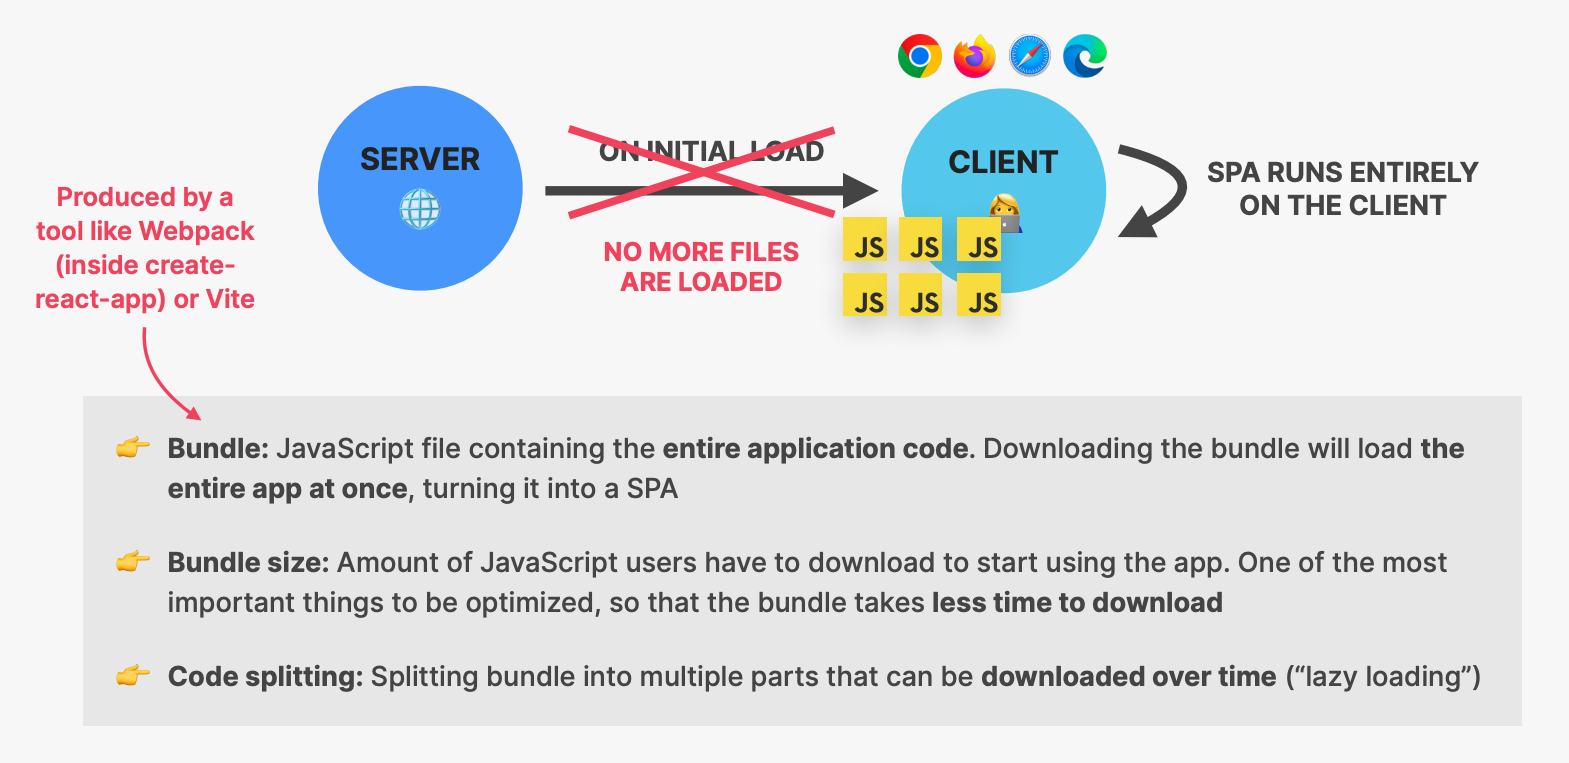 SERVER
ON INITIAL LOAD
CLIENT
SPA RUNS ENTIRELY
ON THE CLIENT
Produced by a
tool like Webpack
(inside create-
react-app) or Vite
NO MORE FILES
ARE LOADED
JS JS JS
JS JS JS
👉 Bundle: JavaScript file containing the entire application code. Downloading the bundle will load the
entire app at once, turning it into a SPA
👉 Bundle size: Amount of JavaScript users have to download to start using the app. One of the most
important things to be optimized, so that the bundle takes less time to download
👉 Code splitting: Splitting bundle into multiple parts that can be downloaded over time (“lazy loading”)